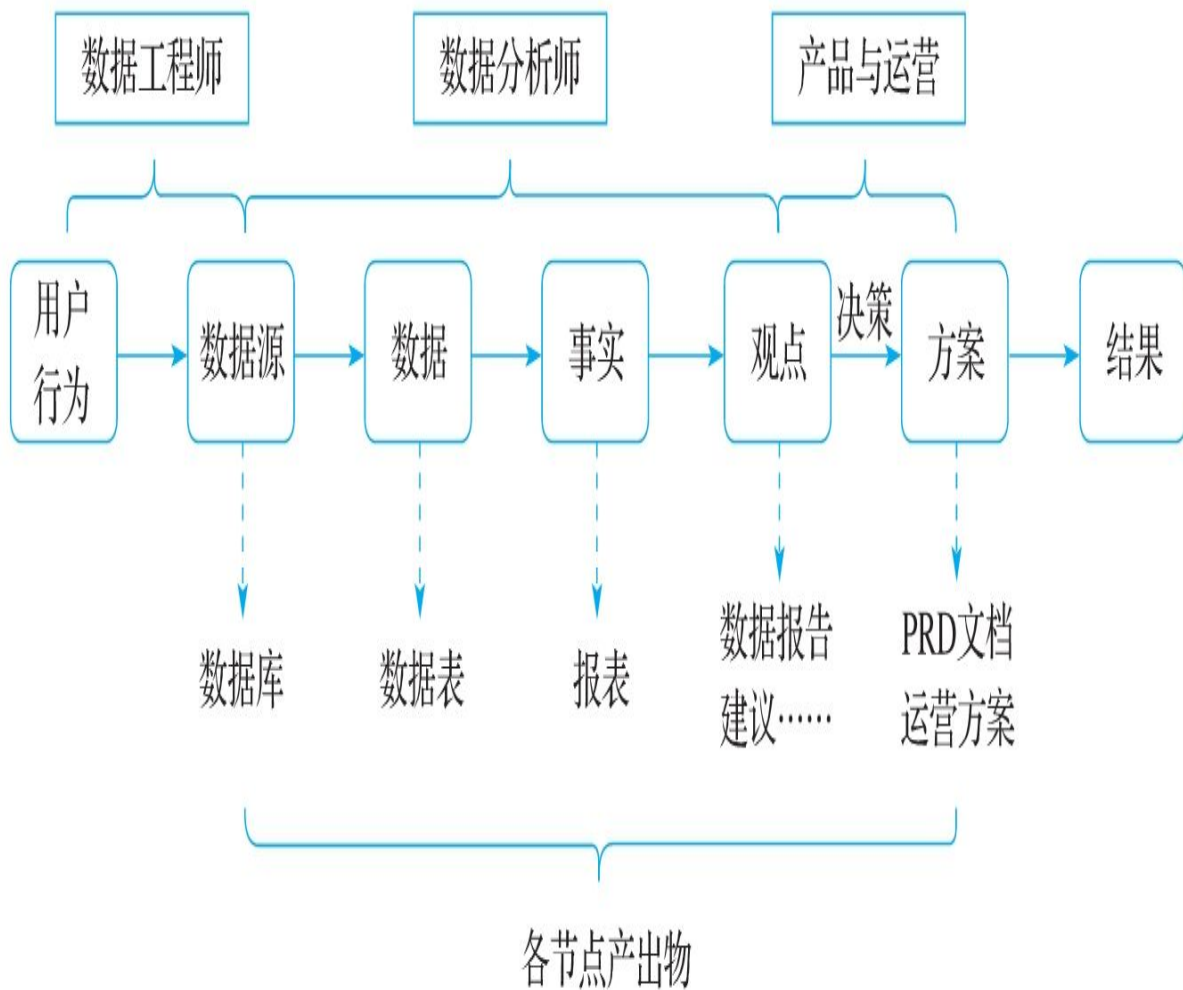 数据工程师
数据分析师
产品与运营
用户
行为
数据源
数据
事实
观点
决策
方案
结果
数据库
数据表
报表
数据报告
建议……
PRD文档
运营方案
各节点产出物